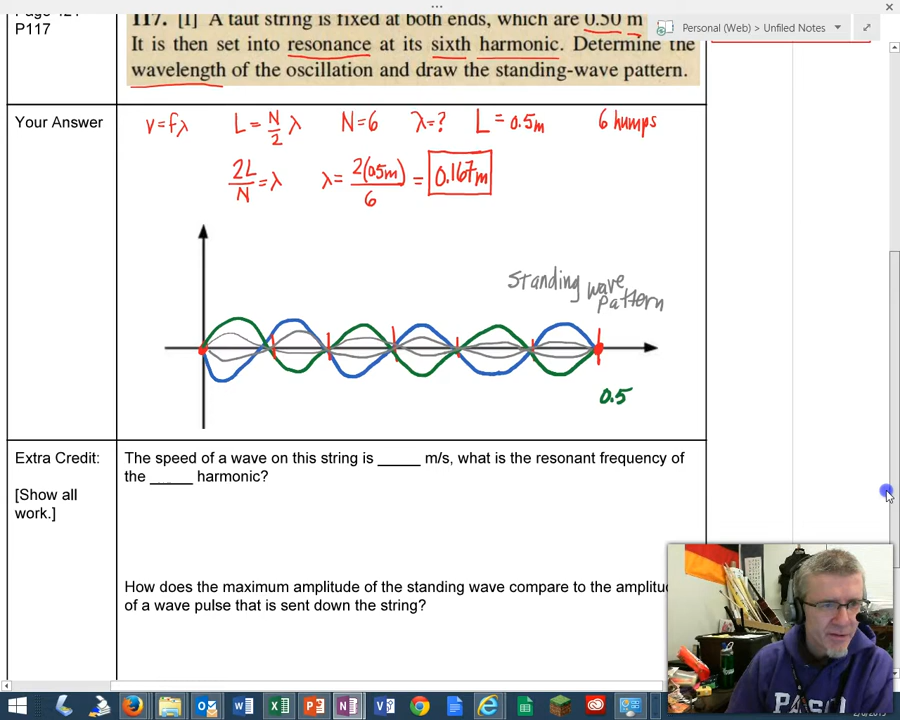 Personal (Web) > Unfiled Notes
P117
117. [I] A taut string is fixed at both ends, which are 0.50 m
It is then set into resonance at its sixth harmonic. Determine the
wavelength of the oscillation and draw the standing-wave pattern.
Your Answer
v=fλ L=N/2 λ N=6 λ=? L=0.5m 6 humps
2L/N=λ λ=2(0.5m)/6=0.167m
Standing wave
pattern
0.5
Extra Credit:
The speed of a wave on this string is _____ m/s, what is the resonant frequency of
the _____ harmonic?
[Show all
work.]
How does the maximum amplitude of the standing wave compare to the amplitu
of a wave pulse that is sent down the string?